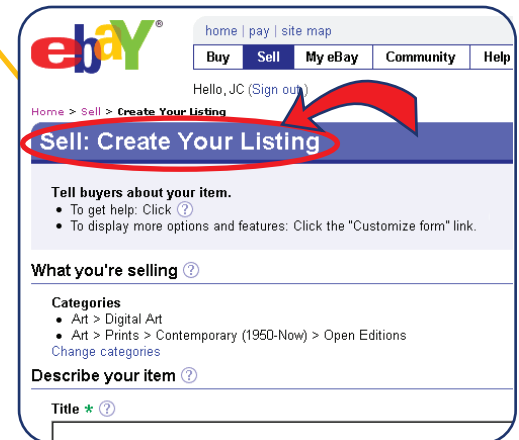 ebaY®
home | pay | site map
Buy Sell My eBay Community Help
Hello, JC (Sign out)
Home > Sell > Create Your Listing
Sell: Create Your Listing
Tell buyers about your item.
• To get help: Click ?
• To display more options and features: Click the "Customize form" link.
What you're selling ?
Categories
• Art > Digital Art
• Art > Prints > Contemporary (1950-Now) > Open Editions
Change categories
Describe your item ?
Title * ?